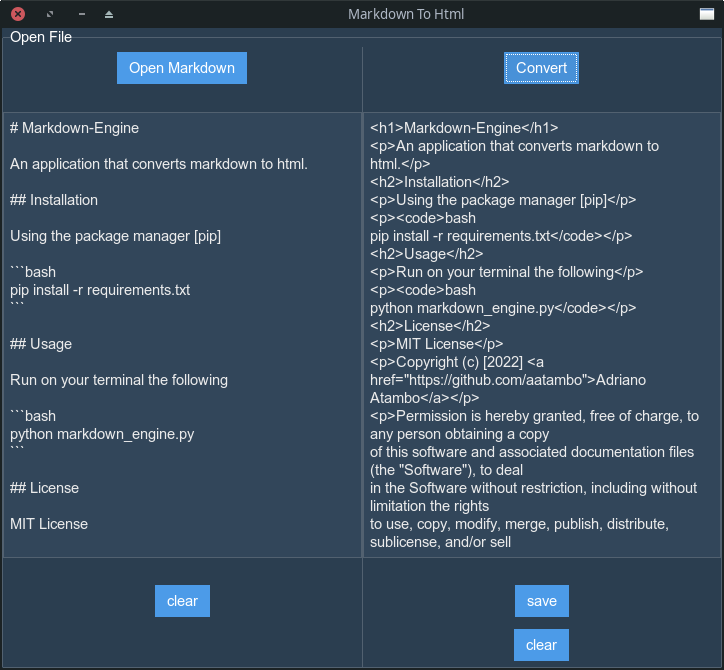 Markdown To Html
Open File
Open Markdown
Convert
# Markdown-Engine
An application that converts markdown to html.
## Installation
Using the package manager [pip]
```bash
pip install -r requirements.txt
```
## Usage
Run on your terminal the following
```bash
python markdown_engine.py
```
## License
MIT License
<h1>Markdown-Engine</h1>
<p>An application that converts markdown to
html.</p>
<h2>Installation</h2>
<p>Using the package manager [pip]</p>
<p><code>bash
pip install -r requirements.txt</code></p>
<h2>Usage</h2>
<p>Run on your terminal the following</p>
<p><code>bash
python markdown_engine.py</code></p>
<h2>License</h2>
<p>MIT License</p>
<p>Copyright (c) [2022] <a
href="https://github.com/aatambo">Adriano
Atambo</a></p>
<p>Permission is hereby granted, free of charge, to
any person obtaining a copy
of this software and associated documentation files
(the "Software"), to deal
in the Software without restriction, including without
limitation the rights
to use, copy, modify, merge, publish, distribute,
sublicense, and/or sell
clear
save
clear